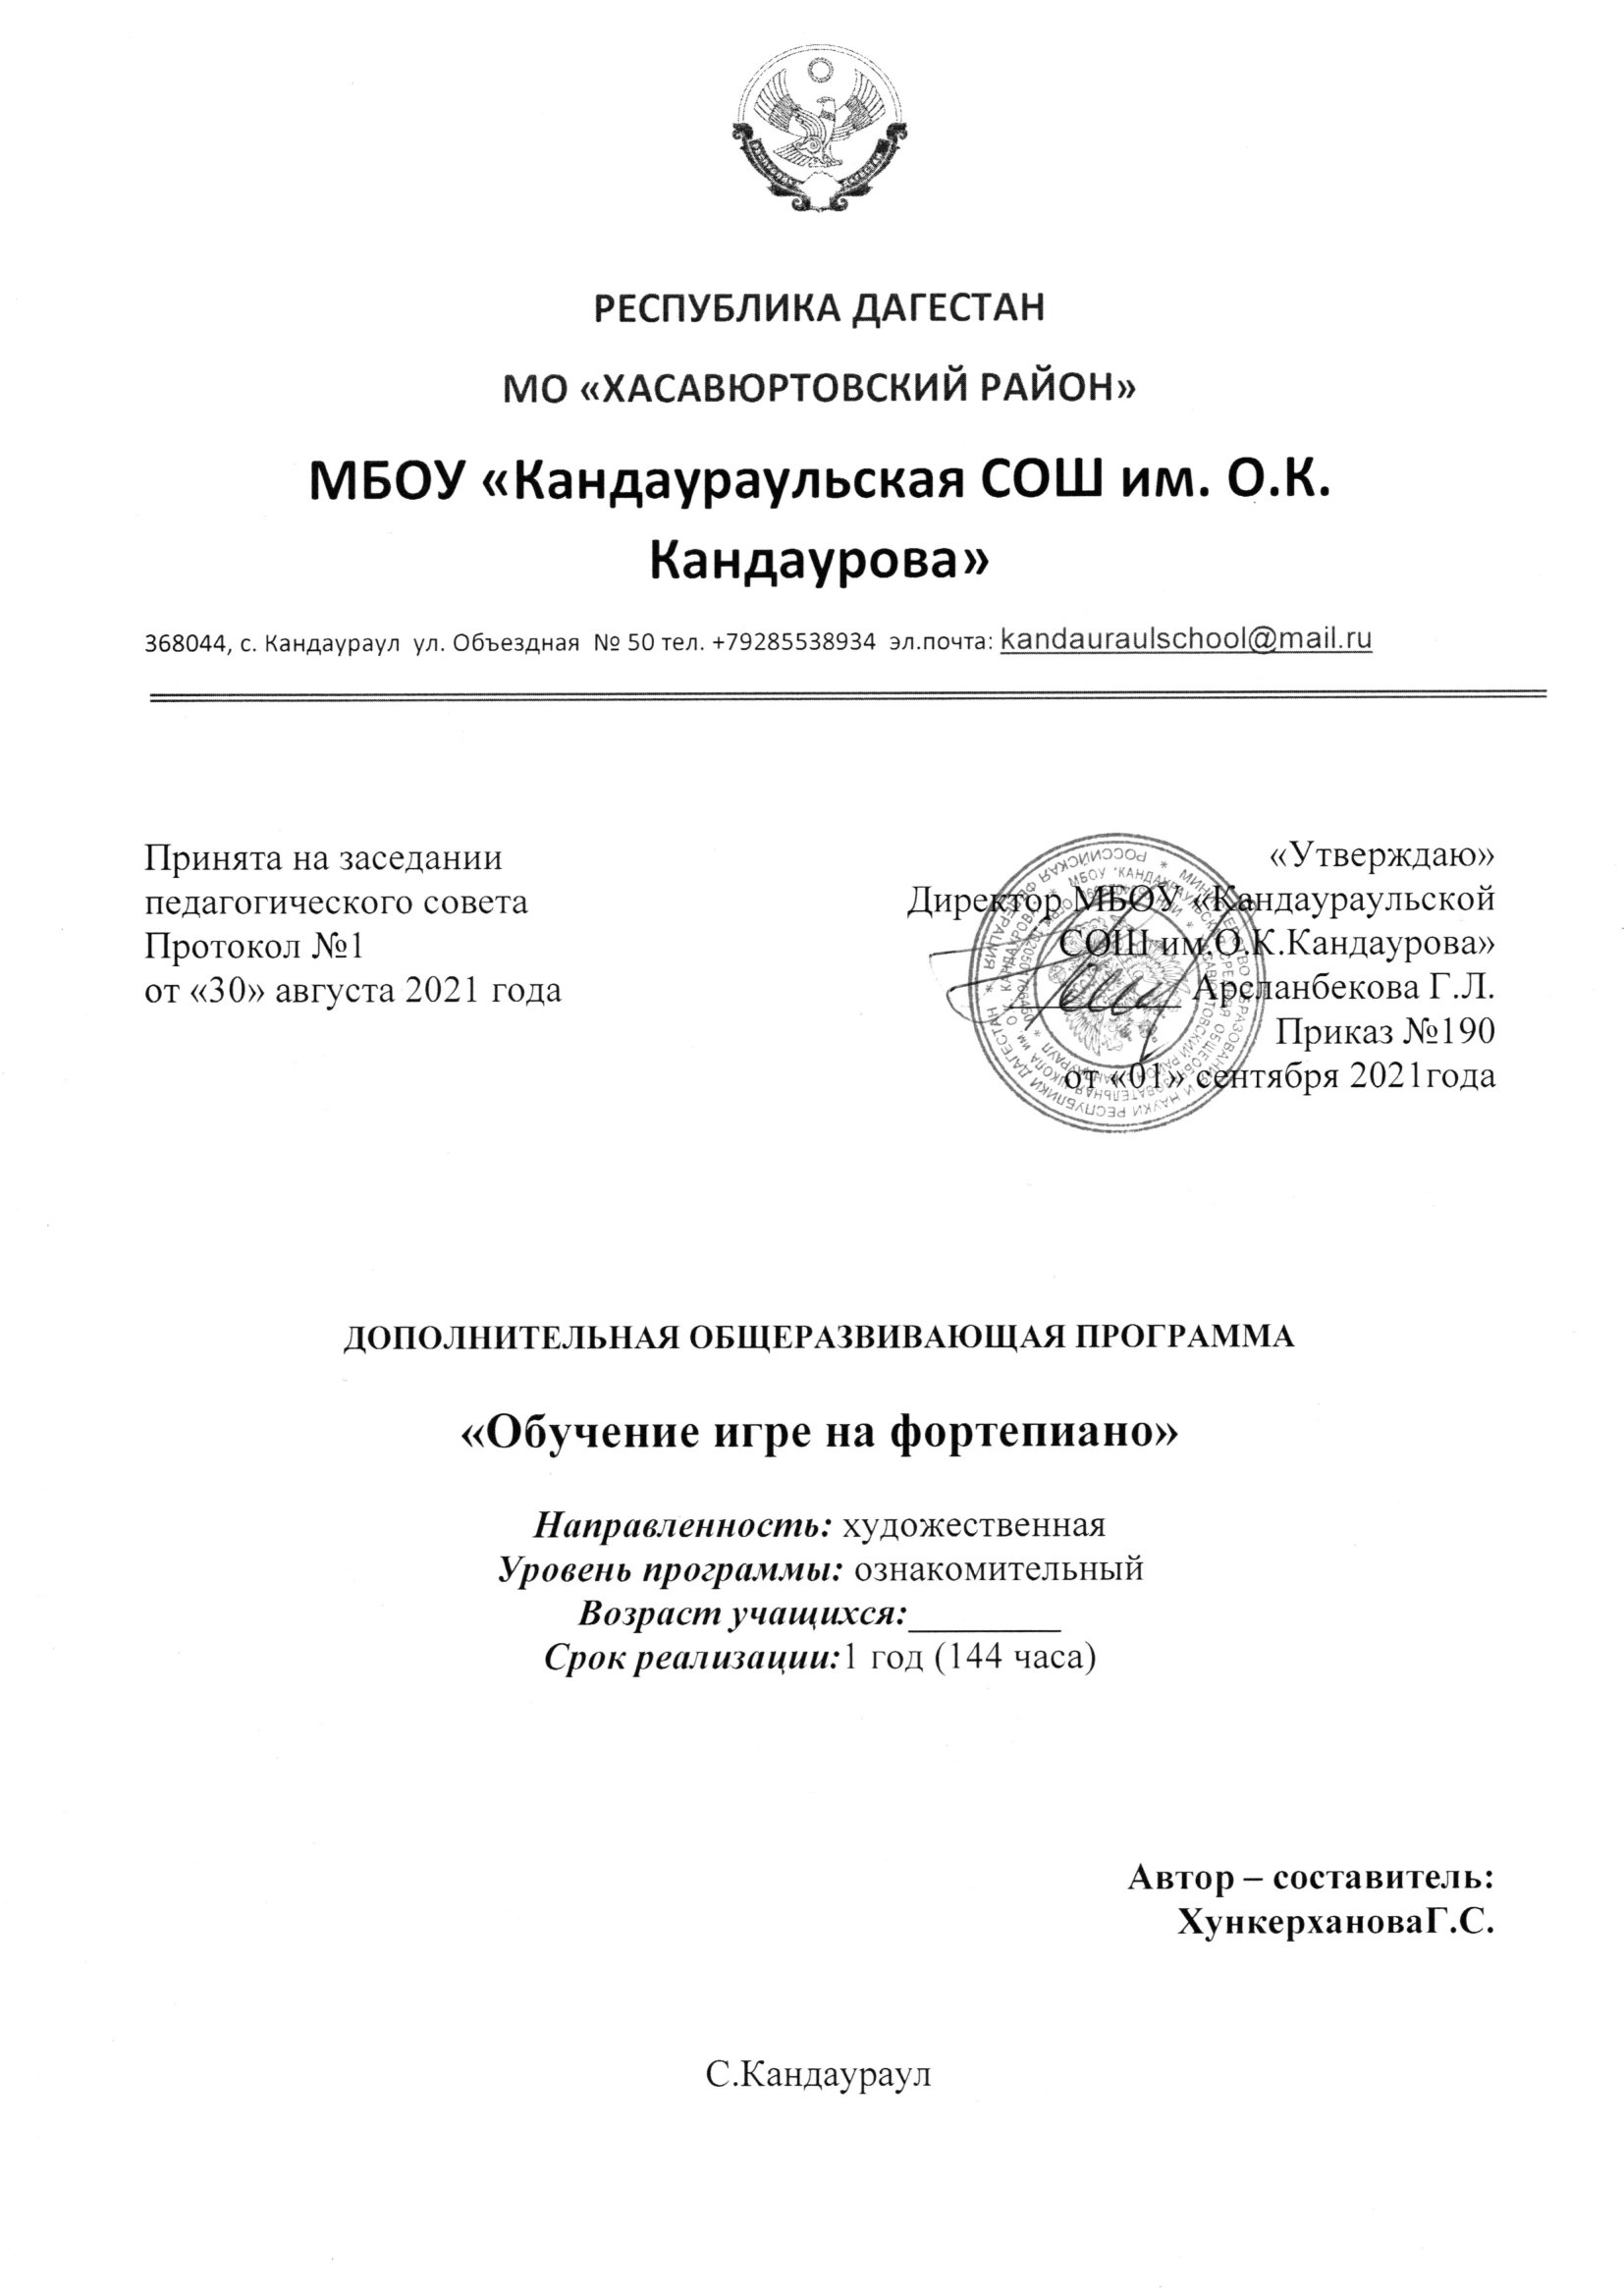 РЕСПУБЛИКА ДАГЕСТАН
МО «ХАСАВЮРТОВСКИЙ РАЙОН»
МБОУ «Кандаураульская СОШ им. О.К.
Кандаурова»
368044, с. Кандаураул ул. Объездная № 50 тел. +79285538934 эл.почта: kandauraulschool@mail.ru
Принята на заседании
педагогического совета
Протокол №1
от «30» августа 2021 года
«Утверждаю»
Директор МБОУ «Кандаураульской
СОШ им.О.К.Кандаурова»
Арсланбекова Г.Л.
Приказ №190
от «01» сентября 2021года
ДОПОЛНИТЕЛЬНАЯ ОБЩЕРАЗВИВАЮЩАЯ ПРОГРАММА
«Обучение игре на фортепиано»
Направленность: художественная
Уровень программы: ознакомительный
Возраст учащихся:________
Срок реализации:1 год (144 часа)
Автор – составитель:
ХункерхановаГ.С.
С.Кандаураул